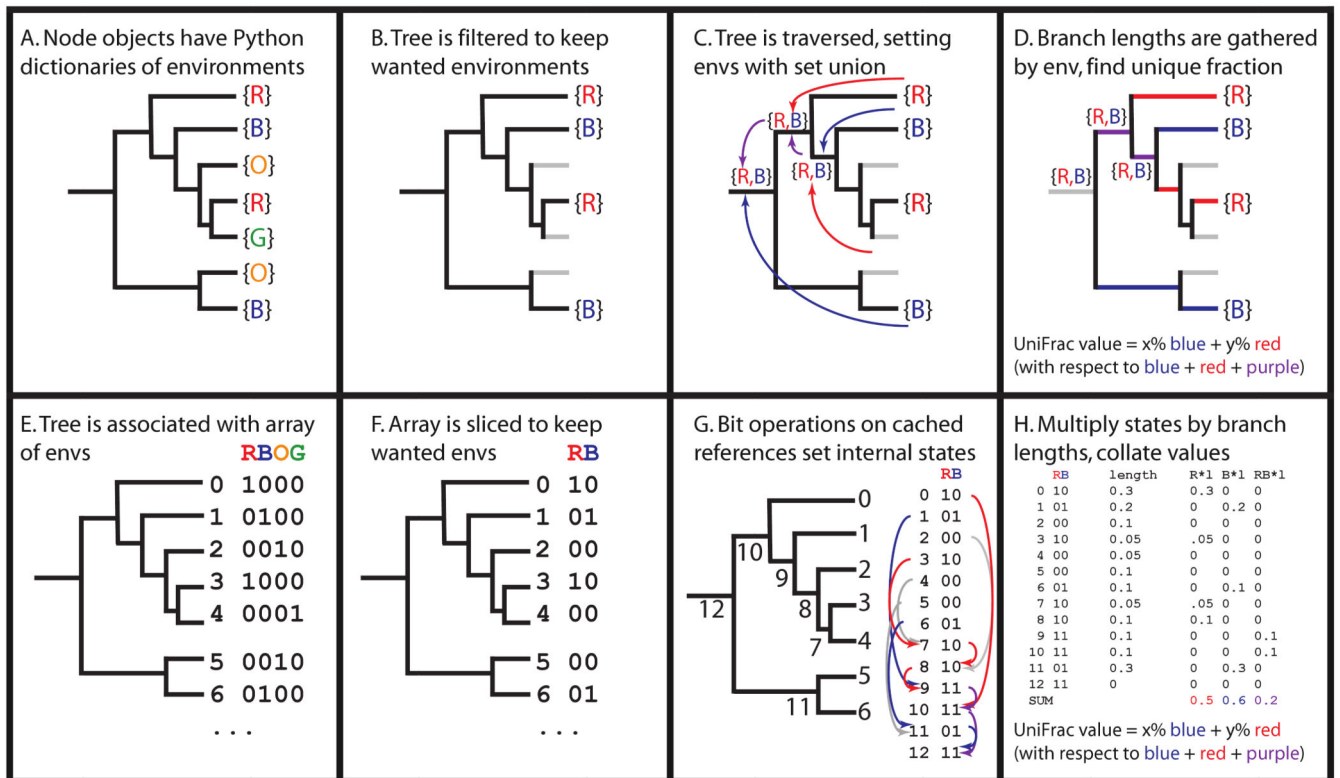 A. Node objects have Python
dictionaries of environments
{R}
{B}
{O}
{R}
{G}
{O}
{B}
B. Tree is filtered to keep
wanted environments
{R}
{B}
{R}
{B}
C. Tree is traversed, setting
envs with set union
{R}
{R,B}
{B}
{R,B}
{R,B}
{R}
{B}
D. Branch lengths are gathered
by env, find unique fraction
{R}
{R,B}
{B}
{R,B}
{R,B}
{R}
{B}
UniFrac value = x% blue + y% red
(with respect to blue + red + purple)
E. Tree is associated with array
of envs RBOG
0 1000
1 0100
2 0010
3 1000
4 0001
5 0010
6 0100
. . .
F. Array is sliced to keep
wanted envs RB
0 10
1 01
2 00
3 10
4 00
5 00
6 01
. . .
G. Bit operations on cached
references set internal states
0
1
10
2
9
3
8
4
7
12
5
11
6
RB
0 10
1 01
2 00
3 10
4 00
5 00
6 01
7 10
8 10
9 11
10 11
11 01
12 11
H. Multiply states by branch
lengths, collate values
RB length R*l B*l RB*l
0 10 0.3 0.3 0 0
1 01 0.2 0 0.2 0
2 00 0.1 0 0 0
3 10 0.05 .05 0 0
4 00 0.05 0 0 0
5 00 0.1 0 0 0
6 01 0.1 0 0.1 0
7 10 0.05 .05 0 0
8 10 0.1 0.1 0 0
9 11 0.1 0 0 0.1
10 11 0.1 0 0 0.1
11 01 0.3 0 0.3 0
12 11 0 0 0 0
SUM 0.5 0.6 0.2
UniFrac value = x% blue + y% red
(with respect to blue + red + purple)